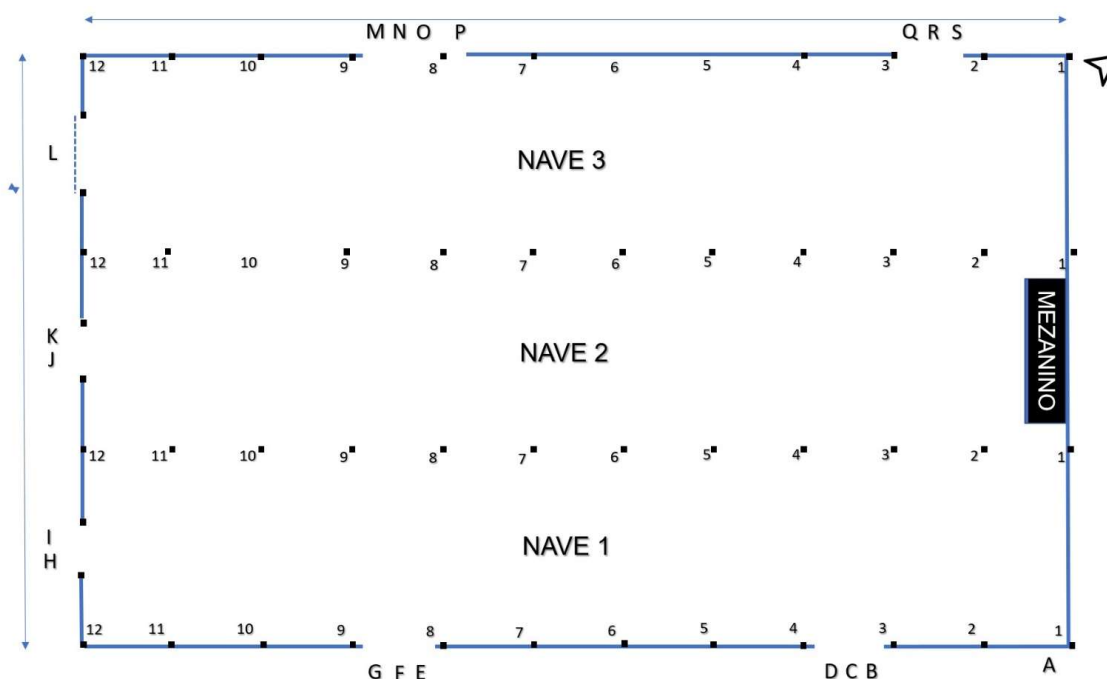 M N O P Q R S
12 11 10 9 8 7 6 5 4 3 2 1
L
NAVE 3
12 11 10 9 8 7 6 5 4 3 2 1
K
J
MEZANINO
NAVE 2
12 11 10 9 8 7 6 5 4 3 2 1
I
H
NAVE 1
12 11 10 9 8 7 6 5 4 3 2 1
G F E D C B A